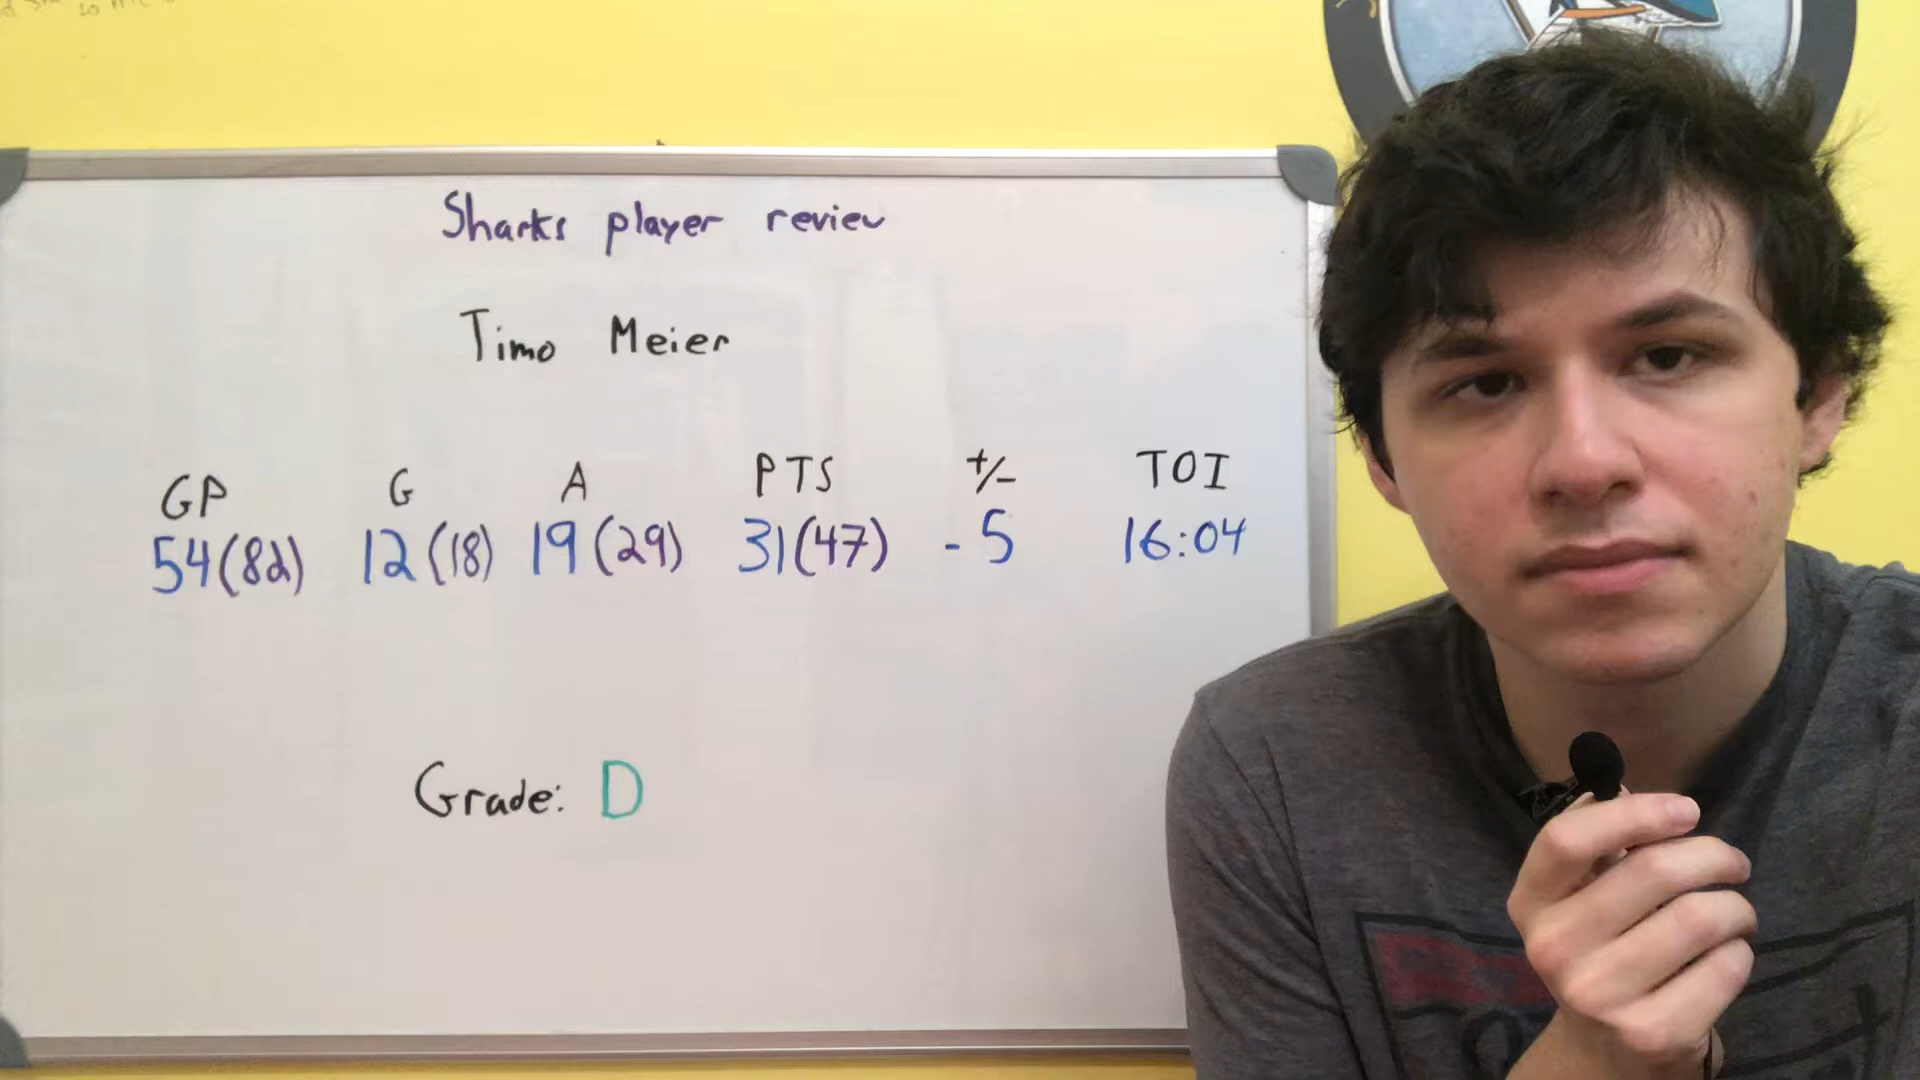 Sharks player review
Timo Meier
GP G A PTS +/- TOI
54(82) 12(18) 19(29) 31(47) -5 16:04
Grade: D